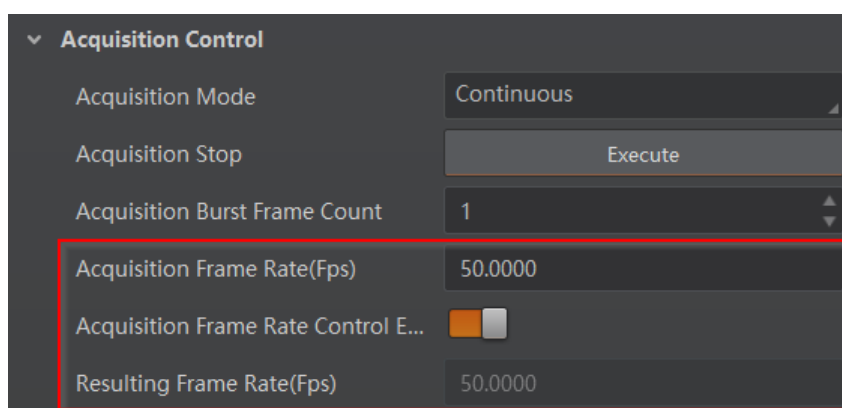 Acquisition Control
Acquisition Mode Continuous
Acquisition Stop Execute
Acquisition Burst Frame Count 1
Acquisition Frame Rate(Fps) 50.0000
Acquisition Frame Rate Control E...
Resulting Frame Rate(Fps) 50.0000